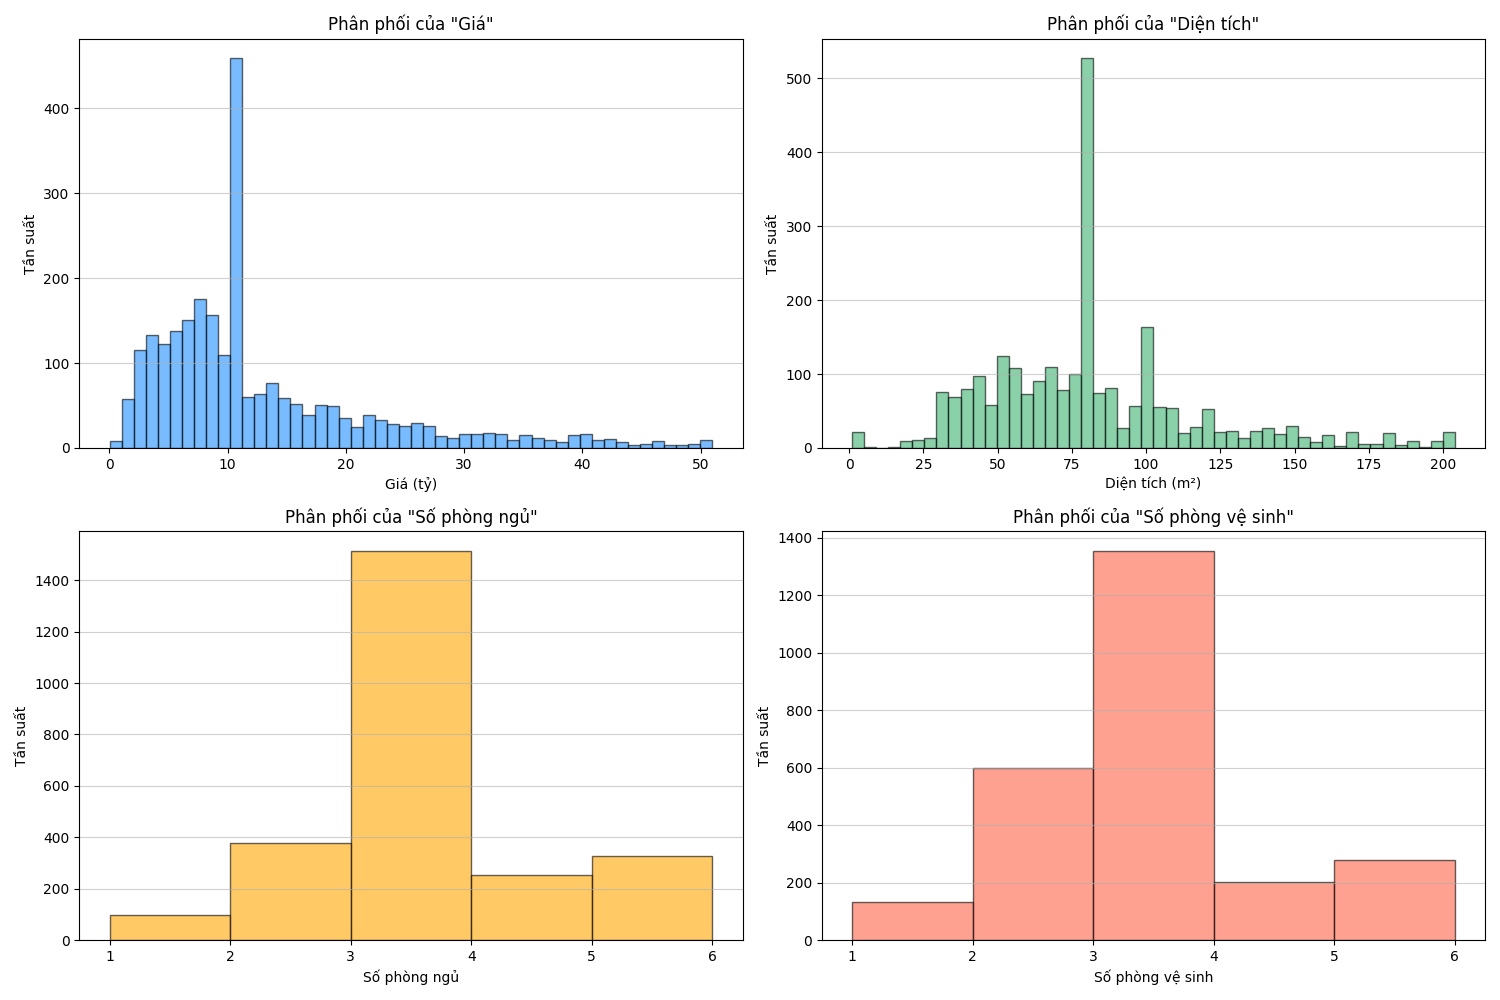 Phân phối của "Giá"
Tần suất
400
300
200
100
0
0 10 20 30 40 50
Giá (tỷ)
Phân phối của "Diện tích"
Tần suất
500
400
300
200
100
0
0 25 50 75 100 125 150 175 200
Diện tích (m²)
Phân phối của "Số phòng ngủ"
Tần suất
1400
1200
1000
800
600
400
200
0
1 2 3 4 5 6
Số phòng ngủ
Phân phối của "Số phòng vệ sinh"
Tần suất
1400
1200
1000
800
600
400
200
0
1 2 3 4 5 6
Số phòng vệ sinh